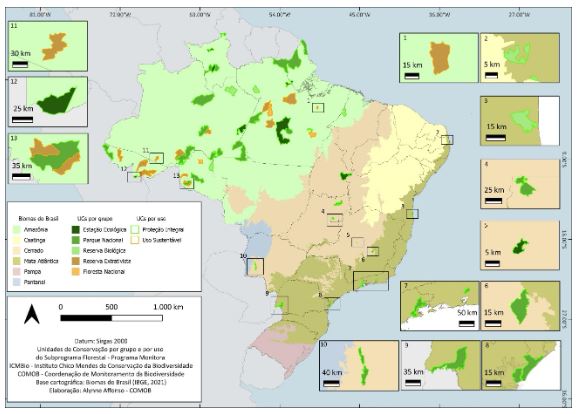 81.00°W 72.00°W 63.00°W 54.00°W 45.00°W 36.00°W 27.00°W
11
30 km
12
25 km
13
35 km
1
15 km
2
5 km
3
15 km
4
25 km
5 km
7
50 km
6
15 km
10
40 km
9
35 km
8
15 km
11
12
13
2
3
4
5
6
7
8
9
10
Biomas do Brasil
Amazônia
Caatinga
Cerrado
Mata Atlântica
Pampa
Pantanal
UCs por grupo
Estação Ecológica
Parque Nacional
Reserva Biológica
Reserva Extrativista
Floresta Nacional
UCs por uso
Proteção Integral
Uso Sustentável
0 500 1.000 km
Datum: Sirgas 2000
Unidades de Conservação por grupo e por uso
do Subprograma Florestal - Programa Monitora
ICMBio - Instituto Chico Mendes de Conservação da Biodiversidade
COMOB - Coordenação de Monitoramento da Biodiversidade
Base cartográfica: Biomas do Brasil (IBGE, 2021)
Elaboração: Alynne Affonso - COMOB